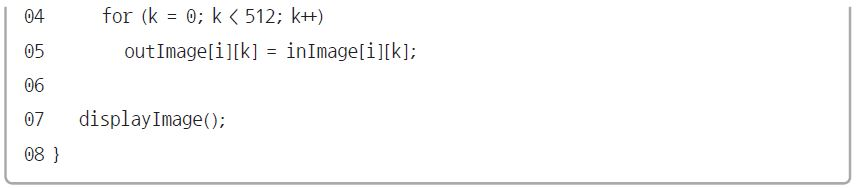 04 for (k = 0; k < 512; k++)
05 outImage[i][k] = inImage[i][k];
06
07 displayImage();
08 }